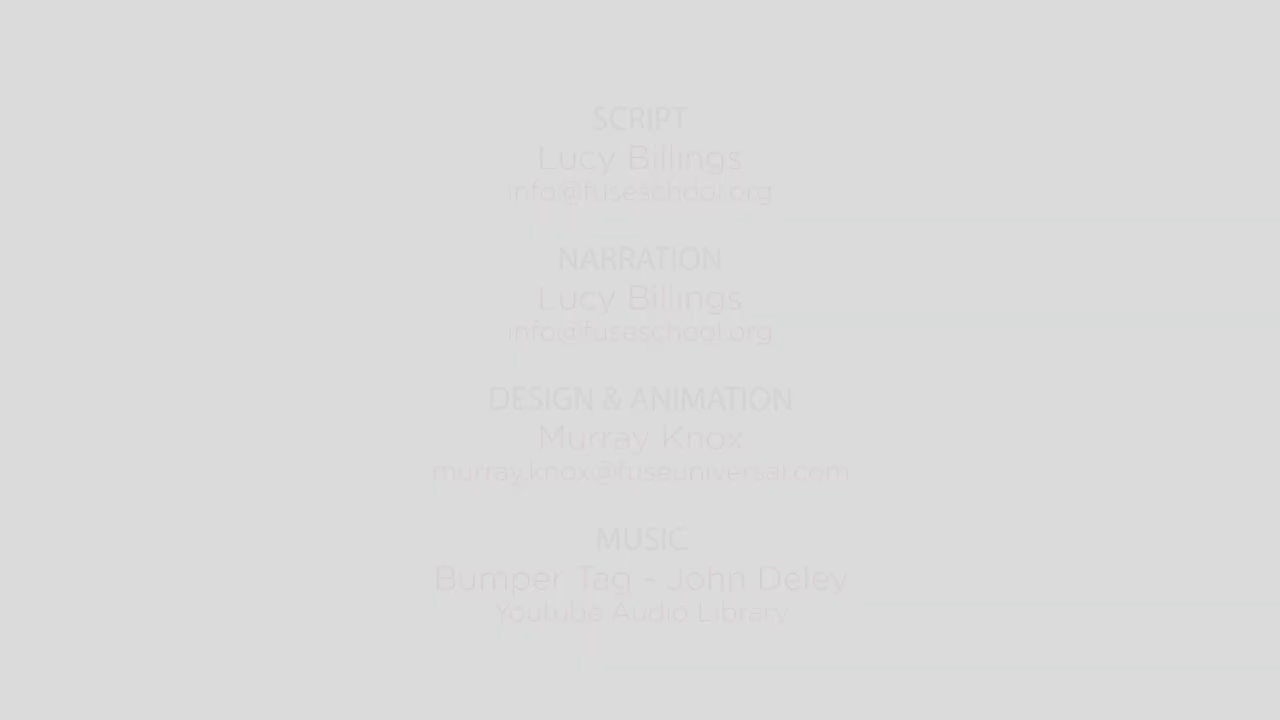 SCRIPT
Lucy Billings
info@fuseschool.org
NARRATION
Lucy Billings
info@fuseschool.org
DESIGN & ANIMATION
Murray Knox
murray.knox@fuseuniversal.com
MUSIC
Bumper Tag - John Deley
Youtube Audio Library